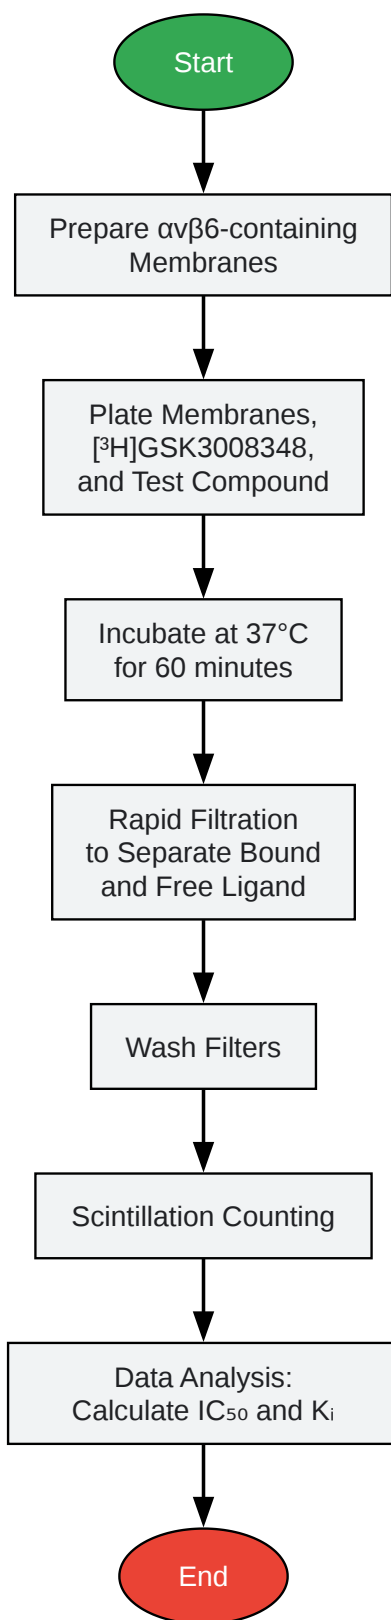 Start
Prepare αvβ6-containing
Membranes
Plate Membranes,
[³H]GSK3008348,
and Test Compound
Incubate at 37°C
for 60 minutes
Rapid Filtration
to Separate Bound
and Free Ligand
Wash Filters
Scintillation Counting
Data Analysis:
Calculate IC₅₀ and Kᵢ
End